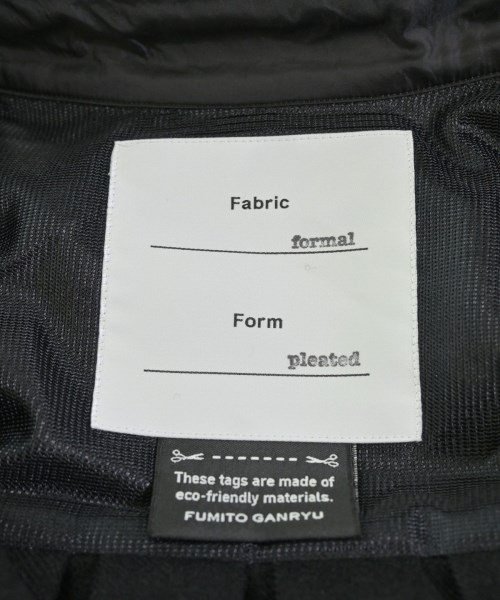 Fabric
formal
Form
pleated
These tags are made of
eco-friendly materials.
FUMITO GANRYU